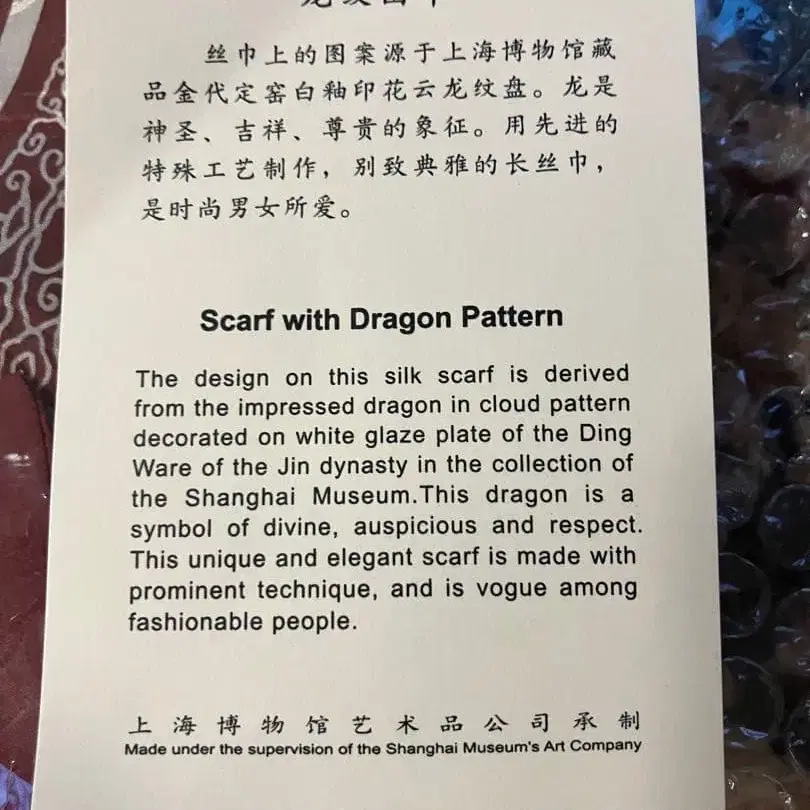 丝巾上的图案源于上海博物馆藏
品金代定窑白釉印花云龙纹盘。龙是
神圣、吉祥、尊贵的象征。用先进的
特殊工艺制作，别致典雅的长丝巾，
是时尚男女所爱。
Scarf with Dragon Pattern
The design on this silk scarf is derived
from the impressed dragon in cloud pattern
decorated on white glaze plate of the Ding
Ware of the Jin dynasty in the collection of
the Shanghai Museum.This dragon is a
symbol of divine, auspicious and respect.
This unique and elegant scarf is made with
prominent technique, and is vogue among
fashionable people.
上海博物馆艺术品公司承制
Made under the supervision of the Shanghai Museum's Art Company